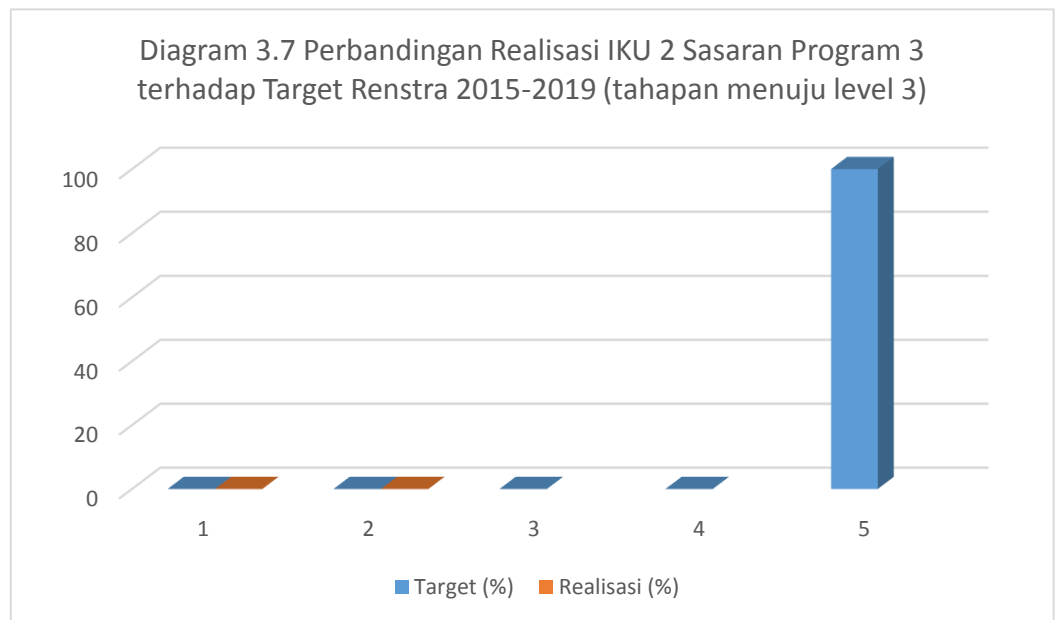 Diagram 3.7 Perbandingan Realisasi IKU 2 Sasaran Program 3
terhadap Target Renstra 2015-2019 (tahapan menuju level 3)
100
80
60
40
20
0
1 2 3 4 5
Target (%) Realisasi (%)